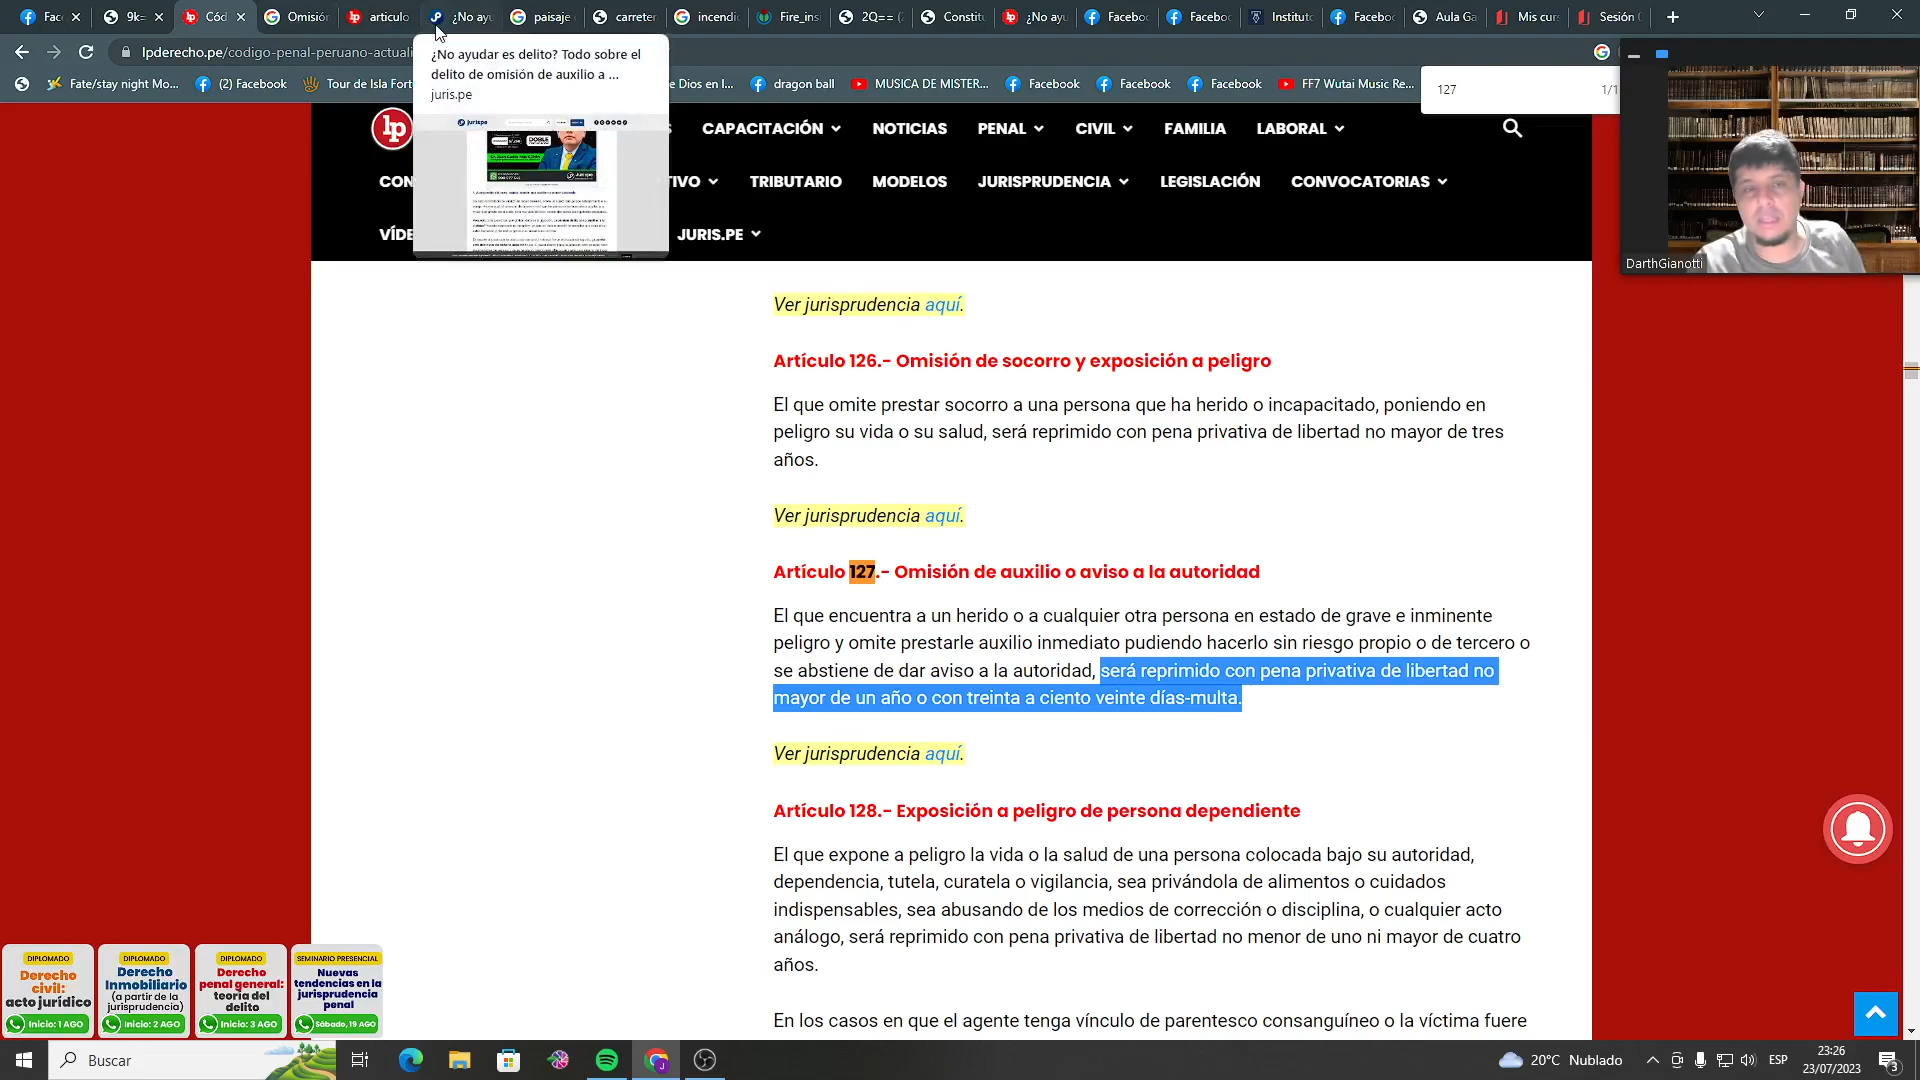 Fac
9k=
Cód
Omisión
articulo
¿No ayu
paisaje
carreter
incendi
Fire_ins
2Q== (2
Constitu
¿No ayu
Facebo
Facebo
Instituto
Facebo
Aula Ga
Mis cur
Sesión (
lpderecho.pe/codigo-penal-peruano-actuali
¿No ayudar es delito? Todo sobre el
delito de omisión de auxilio a ...
juris.pe
Fate/stay night Mo...
(2) Facebook
Tour de Isla Fort
e Dios en l...
dragon ball
MUSICA DE MISTER...
Facebook
Facebook
Facebook
FF7 Wutai Music Re...
127
1/1
lp
S
CAPACITACIÓN
NOTICIAS
PENAL
CIVIL
FAMILIA
LABORAL
CON
TIVO
TRIBUTARIO
MODELOS
JURISPRUDENCIA
LEGISLACIÓN
CONVOCATORIAS
VÍDE
JURIS.PE
DarthGianotti
Ver jurisprudencia aquí.
Artículo 126.- Omisión de socorro y exposición a peligro
El que omite prestar socorro a una persona que ha herido o incapacitado, poniendo en
peligro su vida o su salud, será reprimido con pena privativa de libertad no mayor de tres
años.
Ver jurisprudencia aquí.
Artículo 127.- Omisión de auxilio o aviso a la autoridad
El que encuentra a un herido o a cualquier otra persona en estado de grave e inminente
peligro y omite prestarle auxilio inmediato pudiendo hacerlo sin riesgo propio o de tercero o
se abstiene de dar aviso a la autoridad, será reprimido con pena privativa de libertad no
mayor de un año o con treinta a ciento veinte días-multa.
Ver jurisprudencia aquí.
Artículo 128.- Exposición a peligro de persona dependiente
El que expone a peligro la vida o la salud de una persona colocada bajo su autoridad,
dependencia, tutela, curatela o vigilancia, sea privándola de alimentos o cuidados
indispensables, sea abusando de los medios de corrección o disciplina, o cualquier acto
análogo, será reprimido con pena privativa de libertad no menor de uno ni mayor de cuatro
años.
En los casos en que el agente tenga vínculo de parentesco consanguíneo o la víctima fuere
DIPLOMADO
Derecho
civil:
acto jurídico
Inicio: 1 AGO
DIPLOMADO
Derecho
Inmobiliario
(a partir de la
jurisprudencia)
Inicio: 2 AGO
DIPLOMADO
Derecho
penal general:
teoría del
delito
Inicio: 3 AGO
SEMINARIO PRESENCIAL
Nuevas
tendencias en la
jurisprudencia
penal
Sábado, 19 AGO
Buscar
20°C Nublado
ESP
23:26
23/07/2023
3